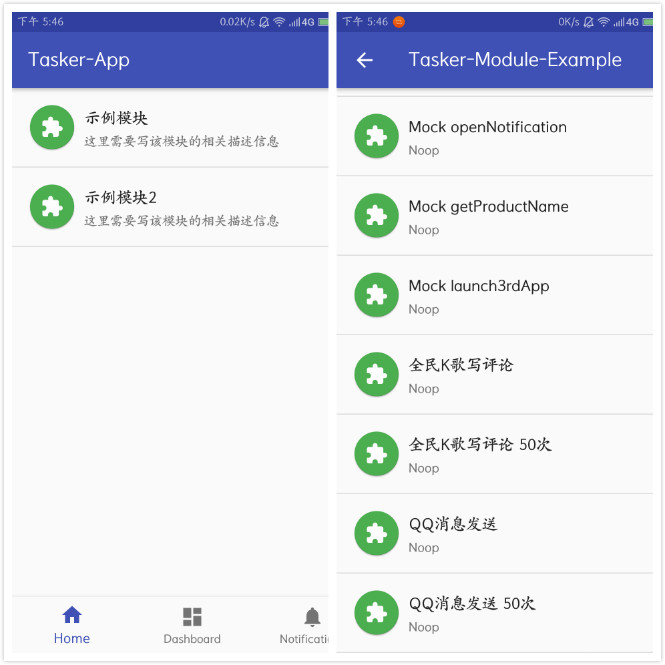 下午 5:46 0.02K/s 4G
Tasker-App
示例模块
这里需要写该模块的相关描述信息
示例模块2
这里需要写该模块的相关描述信息
Home Dashboard Notificati
下午 5:46 0K/s 4G
Tasker-Module-Example
Mock openNotification
Noop
Mock getProductName
Noop
Mock launch3rdApp
Noop
全民K歌写评论
Noop
全民K歌写评论 50次
Noop
QQ消息发送
Noop
QQ消息发送 50次
Noop